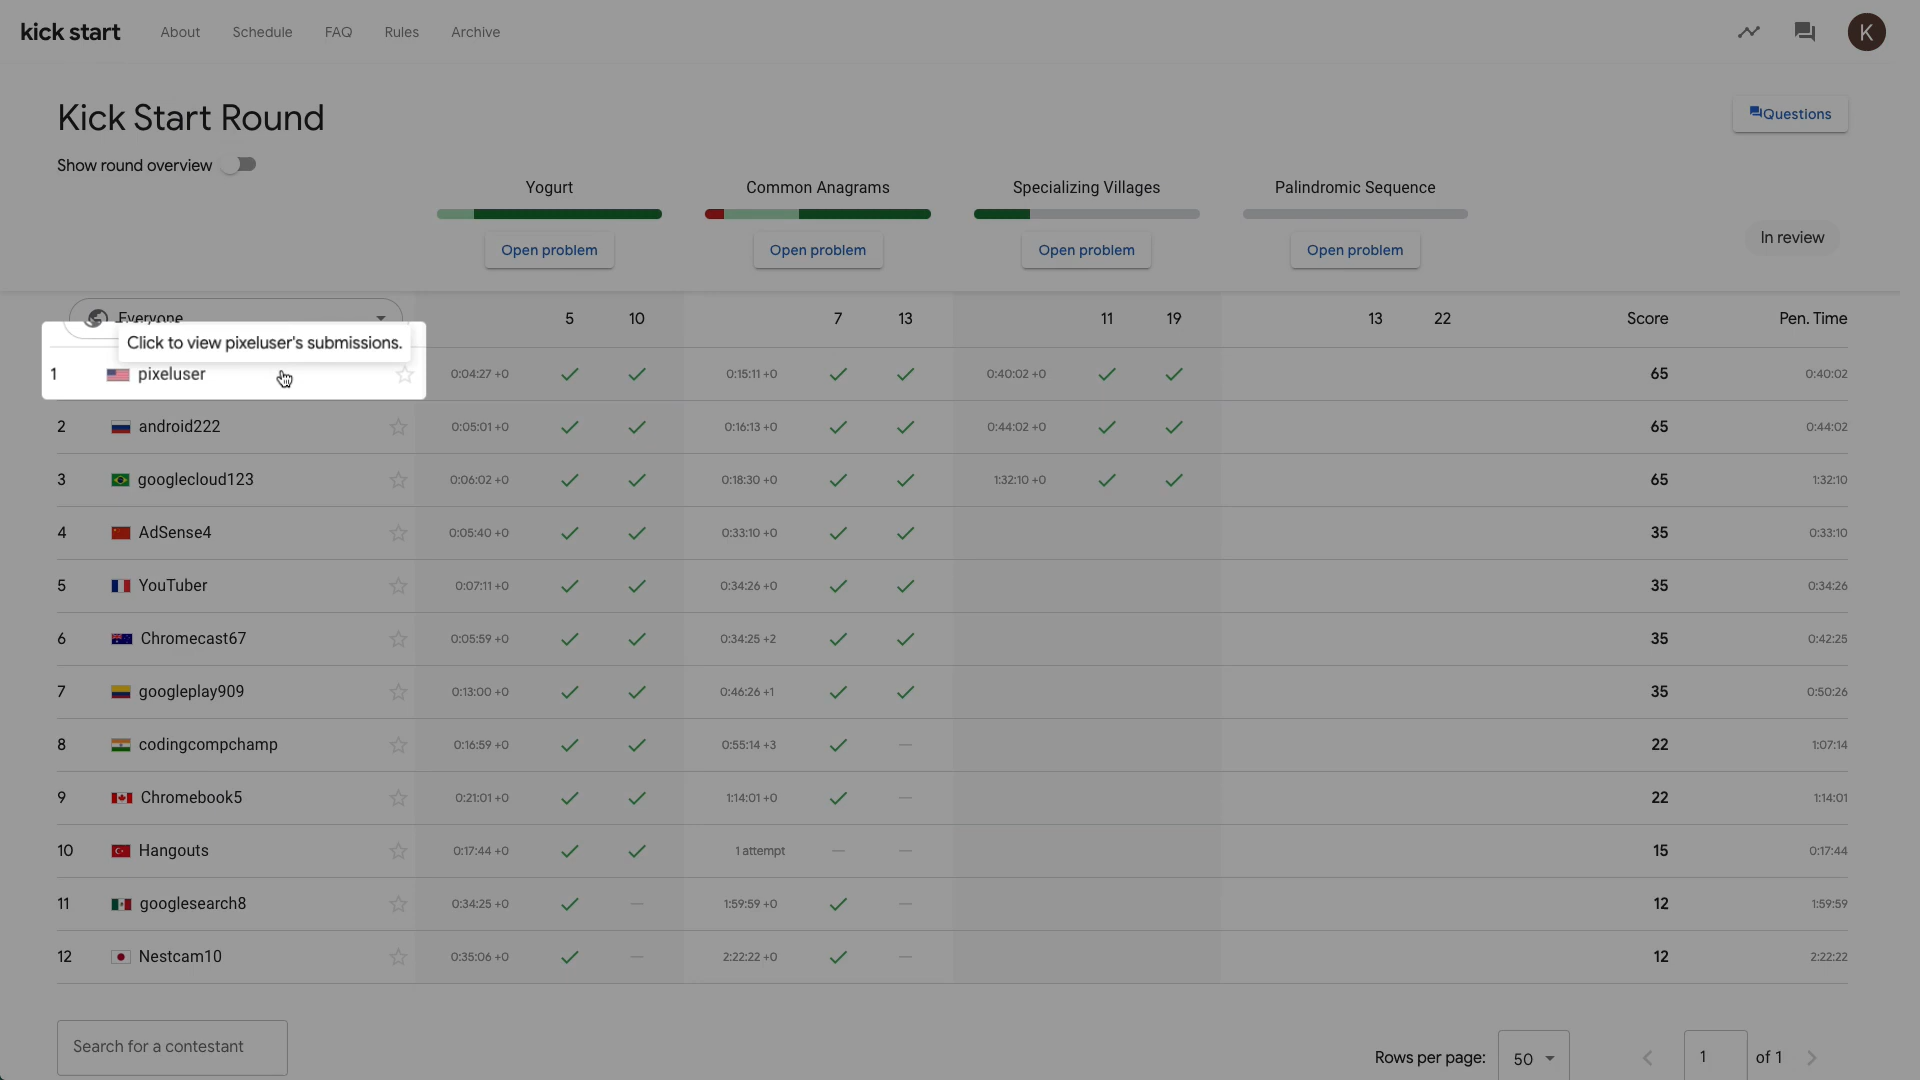 kick start About Schedule FAQ Rules Archive K
Kick Start Round
Questions
Show round overview
Yogurt Common Anagrams Specializing Villages Palindromic Sequence
Open problem Open problem Open problem Open problem
In review
Everyone 5 10 7 13 11 19 13 22 Score Pen. Time
Click to view pixeluser's submissions.
1 pixeluser 0:04:27 +0 0:15:11 +0 0:40:02 +0 65 0:40:02
2 android222 0:05:01 +0 0:16:13 +0 0:44:02 +0 65 0:44:02
3 googlecloud123 0:06:02 +0 0:18:30 +0 1:32:10 +0 65 1:32:10
4 AdSense4 0:05:40 +0 0:33:10 +0 35 0:33:10
5 YouTuber 0:07:11 +0 0:34:26 +0 35 0:34:26
6 Chromecast67 0:05:59 +0 0:34:25 +2 35 0:42:25
7 googleplay909 0:13:00 +0 0:46:26 +1 35 0:50:26
8 codingcompchamp 0:16:59 +0 0:55:14 +3 — 22 1:07:14
9 Chromebook5 0:21:01 +0 1:14:01 +0 — 22 1:14:01
10 Hangouts 0:17:44 +0 1 attempt — — 15 0:17:44
11 googlesearch8 0:34:25 +0 — 1:59:59 +0 — 12 1:59:59
12 Nestcam10 0:35:06 +0 — 2:22:22 +0 — 12 2:22:22
Search for a contestant
Rows per page: 50 1 of 1